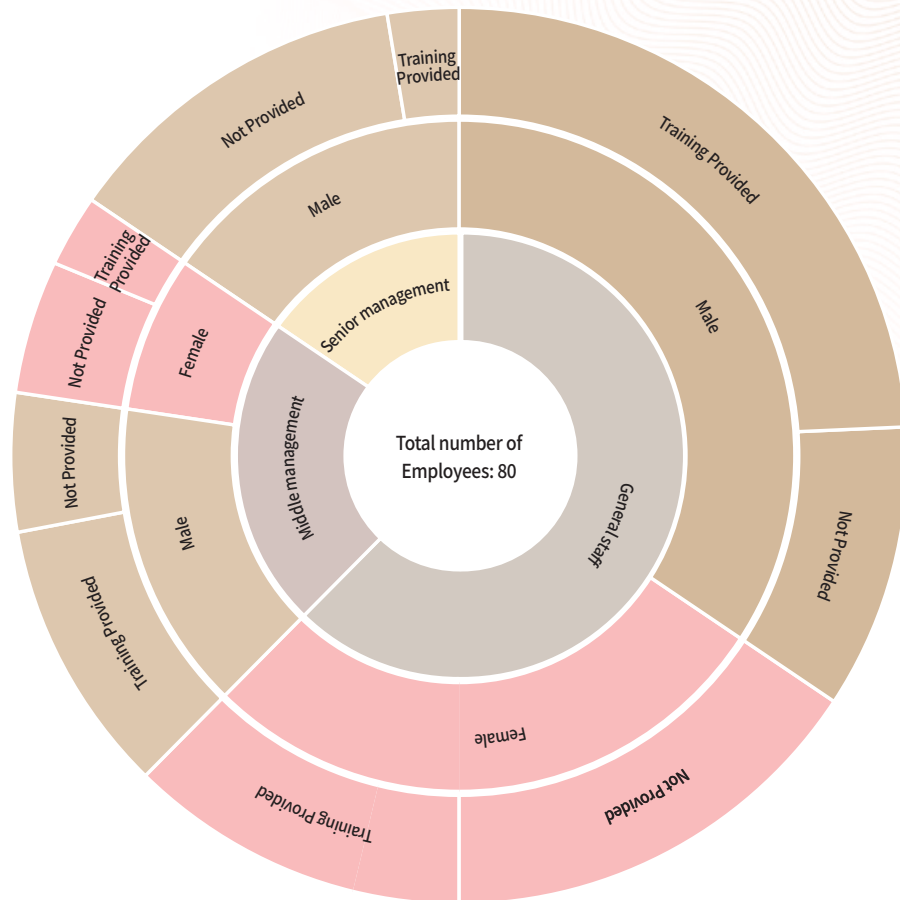 Total number of
Employees: 80
Senior management
General staff
Middle management
Male
Male
Female
Male
Female
Training
Provided
Training Provided
Not Provided
Not Provided
Training Provided
Training Provided
Not Provided
Not Provided
Training
Provided
Not Provided